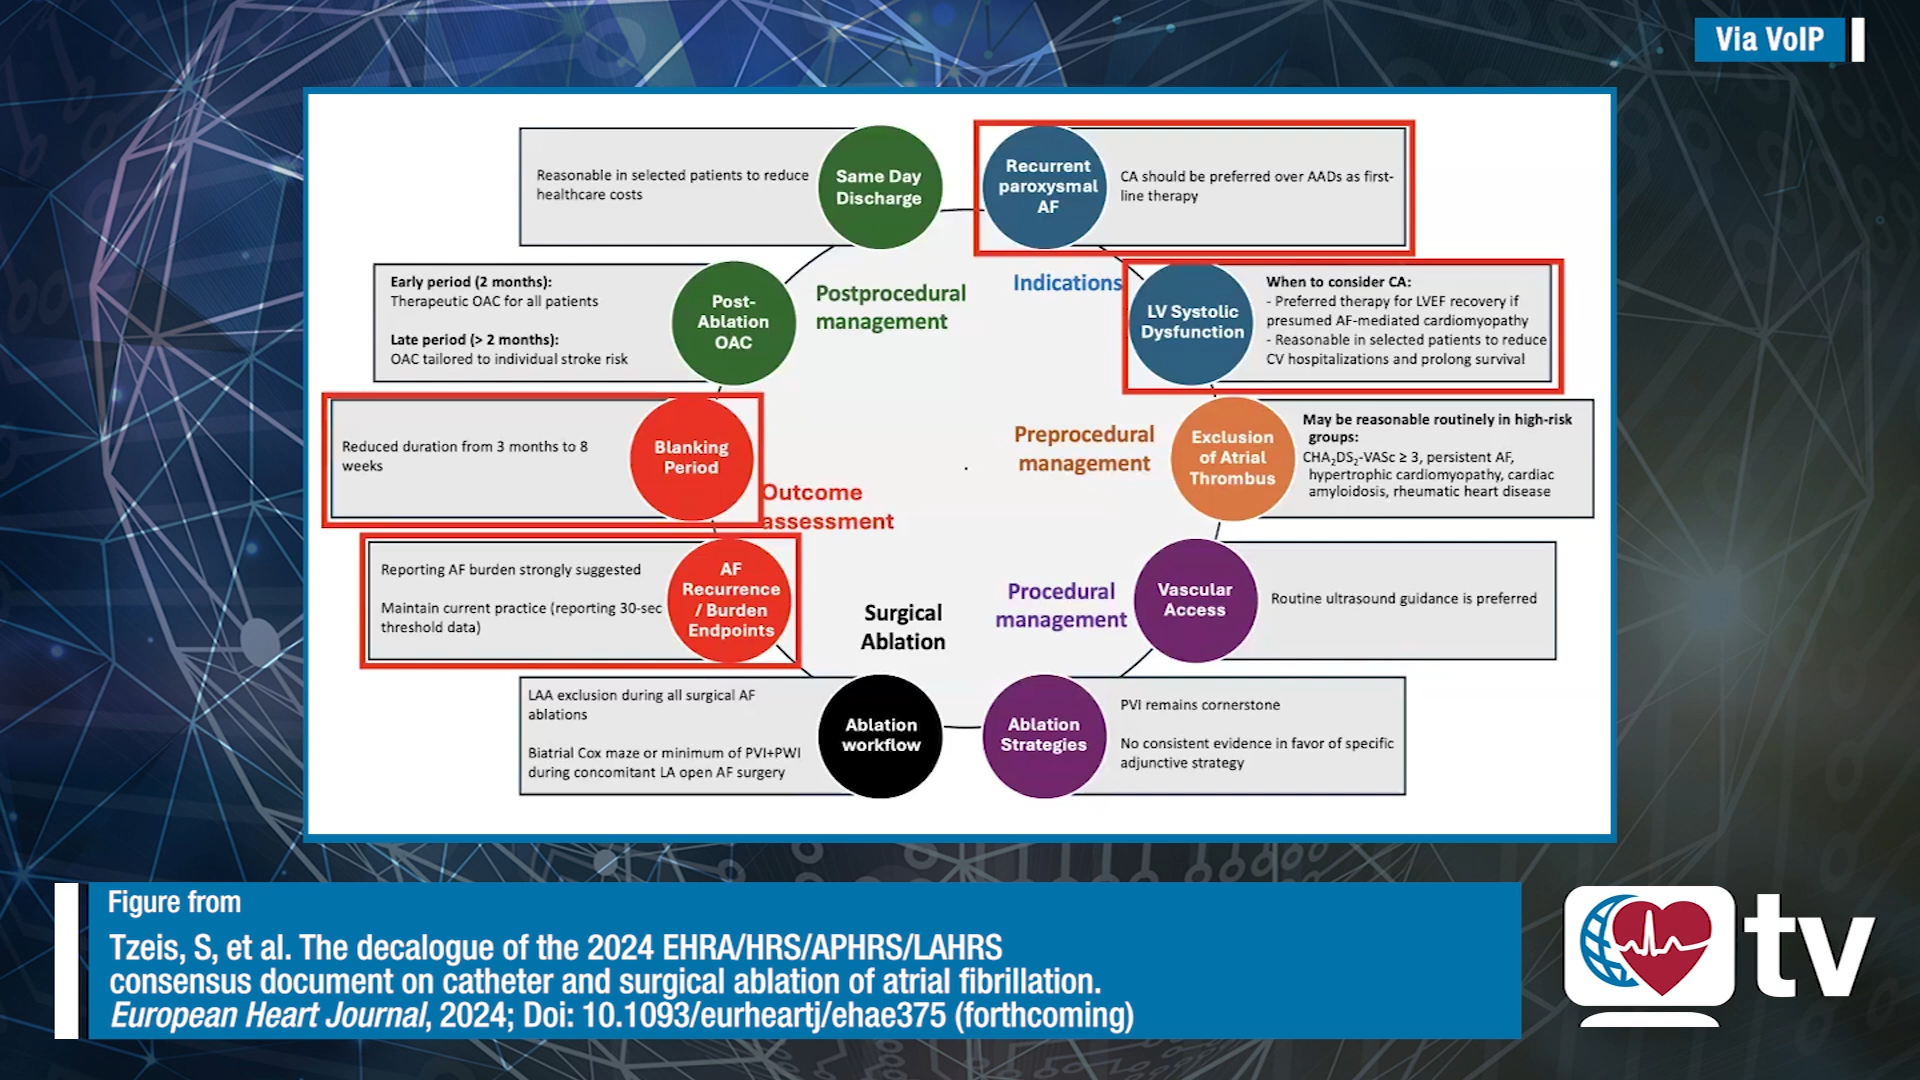 Via VoIP
Reasonable in selected patients to reduce
healthcare costs
Same Day
Discharge
Recurrent
paroxysmal
AF
CA should be preferred over AADs as first-
line therapy
Early period (2 months):
Therapeutic OAC for all patients
Late period (> 2 months):
OAC tailored to individual stroke risk
Post-
Ablation
OAC
Postprocedural
management
Indications
LV Systolic
Dysfunction
When to consider CA:
- Preferred therapy for LVEF recovery if
presumed AF-mediated cardiomyopathy
- Reasonable in selected patients to reduce
CV hospitalizations and prolong survival
Reduced duration from 3 months to 8
weeks
Blanking
Period
Outcome
assessment
Preprocedural
management
Exclusion
of Atrial
Thrombus
May be reasonable routinely in high-risk
groups:
CHA₂DS₂-VASc ≥ 3, persistent AF,
hypertrophic cardiomyopathy, cardiac
amyloidosis, rheumatic heart disease
Reporting AF burden strongly suggested
Maintain current practice (reporting 30-sec
threshold data)
AF
Recurrence
/ Burden
Endpoints
Surgical
Ablation
Procedural
management
Vascular
Access
Routine ultrasound guidance is preferred
LAA exclusion during all surgical AF
ablations
Biatrial Cox maze or minimum of PVI+PWI
during concomitant LA open AF surgery
Ablation
workflow
Ablation
Strategies
PVI remains cornerstone
No consistent evidence in favor of specific
adjunctive strategy
Figure from
Tzeis, S, et al. The decalogue of the 2024 EHRA/HRS/APHRS/LAHRS
consensus document on catheter and surgical ablation of atrial fibrillation.
European Heart Journal, 2024; Doi: 10.1093/eurheartj/ehae375 (forthcoming)
tv